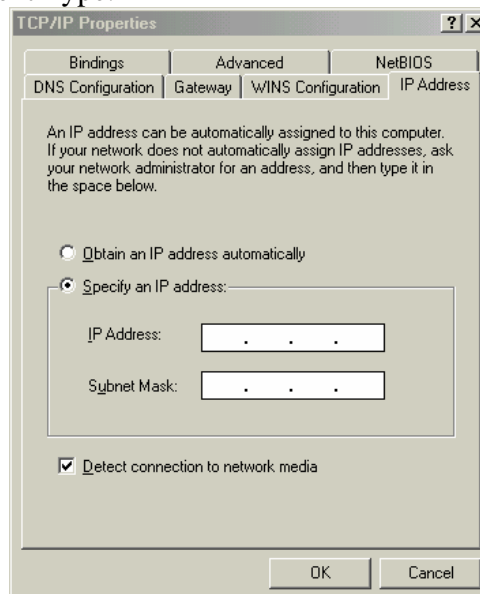 TCP/IP Properties ? ×
Bindings Advanced NetBIOS
DNS Configuration Gateway WINS Configuration IP Address
An IP address can be automatically assigned to this computer.
If your network does not automatically assign IP addresses, ask
your network administrator for an address, and then type it in
the space below.
Obtain an IP address automatically
Specify an IP address:
IP Address: . . .
Subnet Mask: . . .
Detect connection to network media
OK Cancel